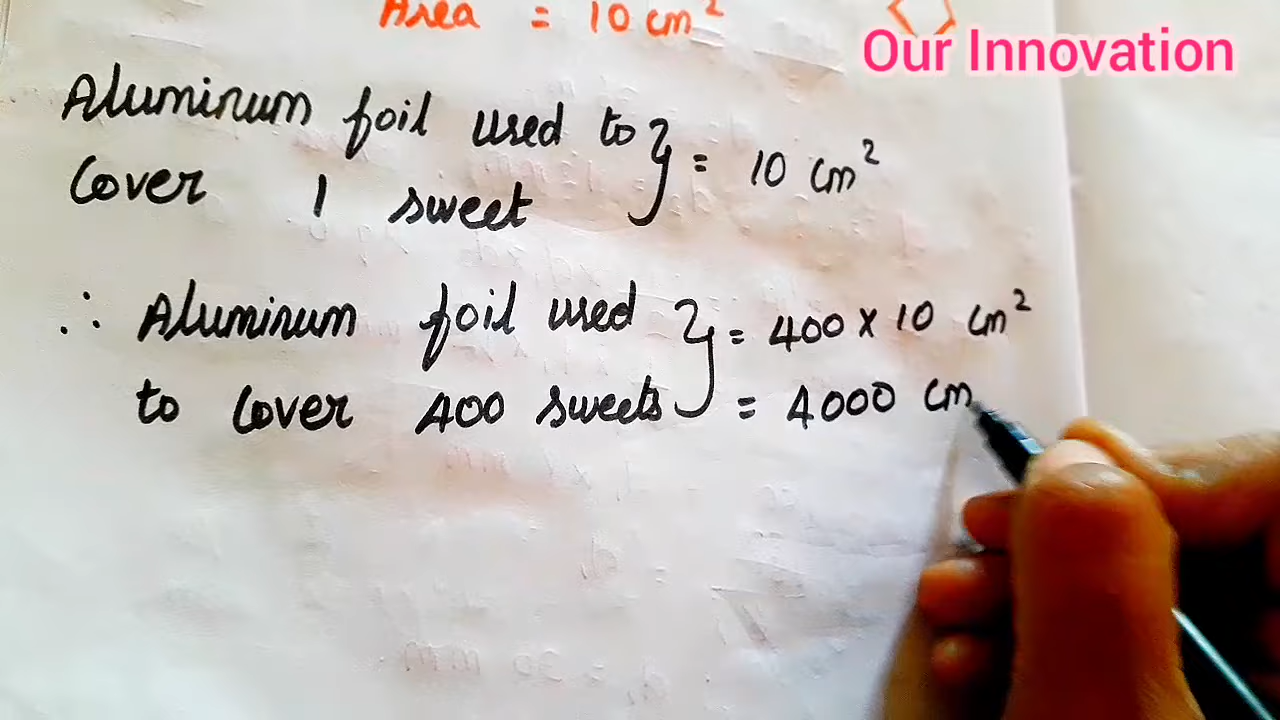 Area = 10 cm²
Our Innovation
Aluminum foil used to
Cover 1 sweet } = 10 cm²
∴ Aluminum foil used } = 400 × 10 cm²
to Cover 400 sweets = 4000 cm